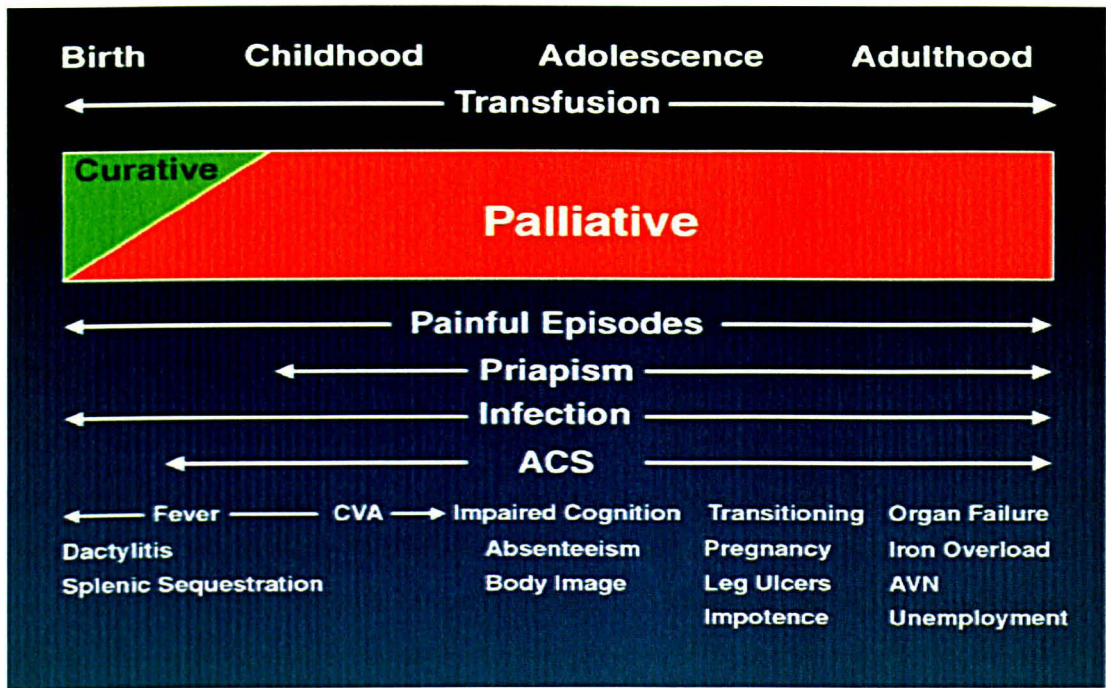 Birth Childhood Adolescence Adulthood
Transfusion
Curative
Palliative
Painful Episodes
Priapism
Infection
ACS
Fever CVA Impaired Cognition Transitioning Organ Failure
Dactylitis Absenteeism Pregnancy Iron Overload
Splenic Sequestration Body Image Leg Ulcers AVN
Impotence Unemployment